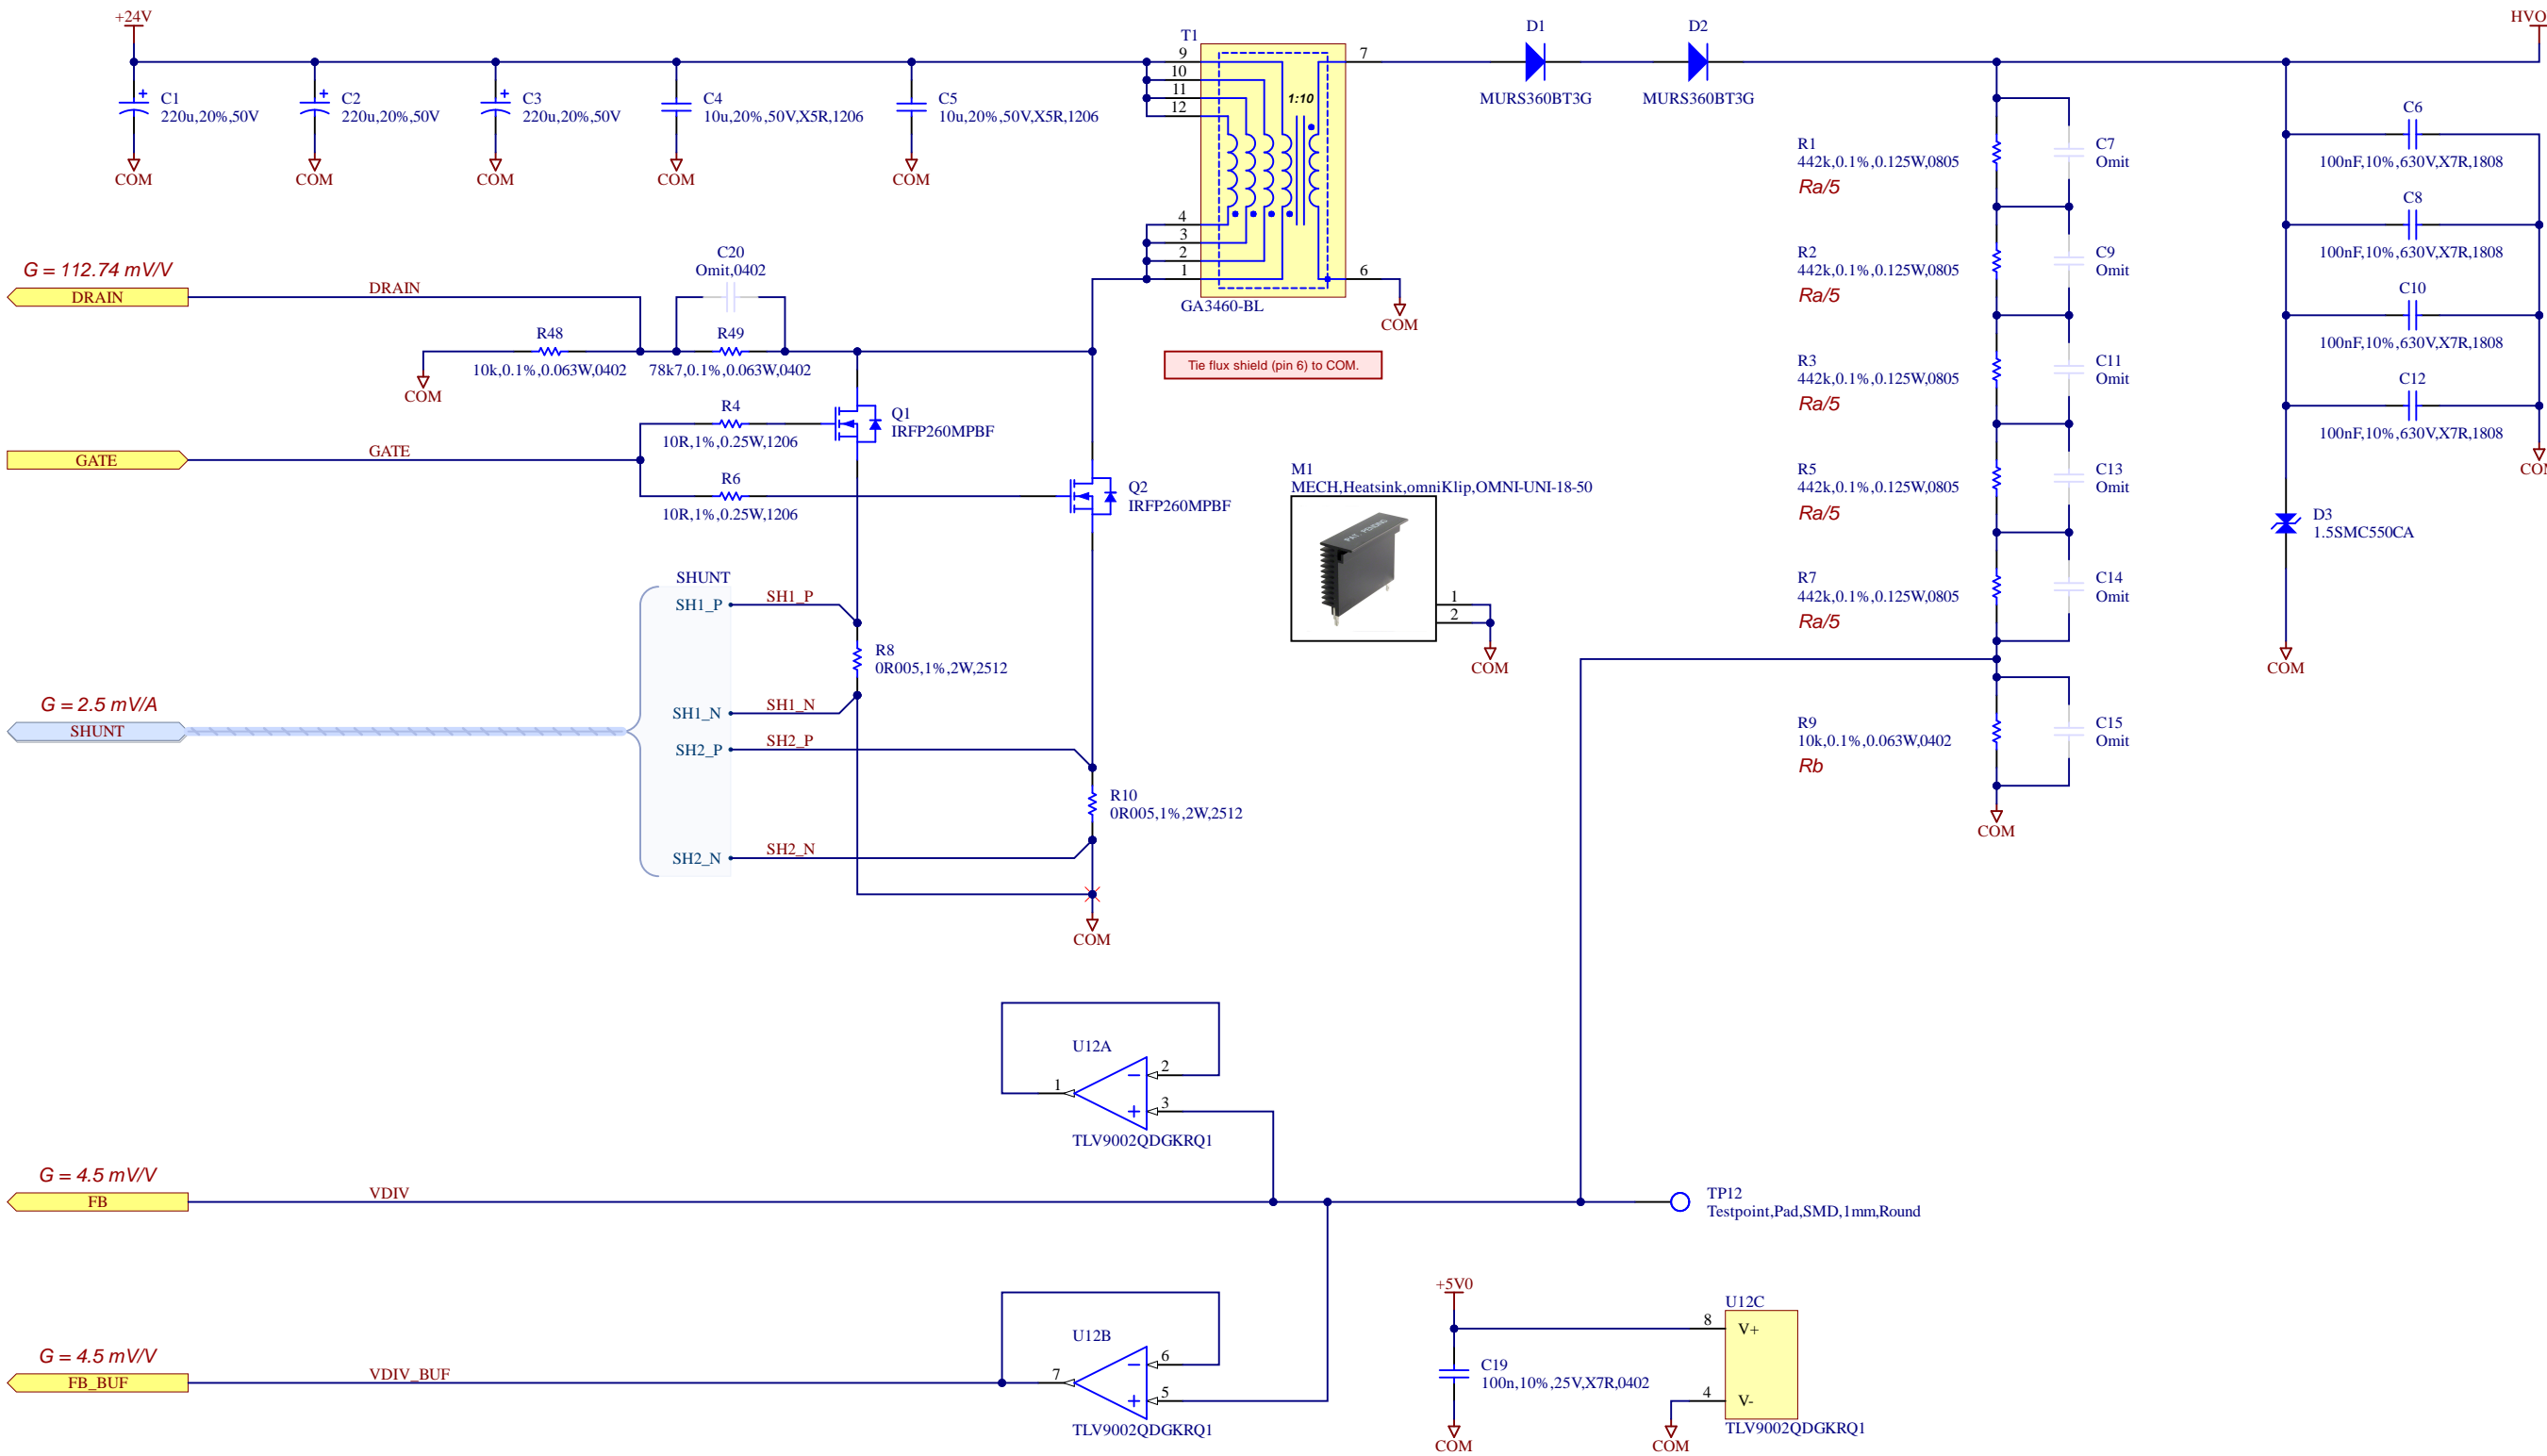 +24V
HVO
C1
220u,20%,50V
COM
C2
220u,20%,50V
COM
C3
220u,20%,50V
COM
C4
10u,20%,50V,X5R,1206
COM
C5
10u,20%,50V,X5R,1206
COM
T1
9
10
11
12
4
3
2
1
7
6
1:10
GA3460-BL
COM
Tie flux shield (pin 6) to COM.
D1
MURS360BT3G
D2
MURS360BT3G
R1
442k,0.1%,0.125W,0805
Ra/5
C7
Omit
R2
442k,0.1%,0.125W,0805
Ra/5
C9
Omit
R3
442k,0.1%,0.125W,0805
Ra/5
C11
Omit
R5
442k,0.1%,0.125W,0805
Ra/5
C13
Omit
R7
442k,0.1%,0.125W,0805
Ra/5
C14
Omit
R9
10k,0.1%,0.063W,0402
Rb
C15
Omit
COM
C6
100nF,10%,630V,X7R,1808
C8
100nF,10%,630V,X7R,1808
C10
100nF,10%,630V,X7R,1808
C12
100nF,10%,630V,X7R,1808
COM
D3
1.5SMC550CA
COM
G = 112.74 mV/V
DRAIN
DRAIN
C20
Omit,0402
R48
10k,0.1%,0.063W,0402
R49
78k7,0.1%,0.063W,0402
COM
GATE
GATE
R4
10R,1%,0.25W,1206
R6
10R,1%,0.25W,1206
Q1
IRFP260MPBF
Q2
IRFP260MPBF
M1
MECH,Heatsink,omniKlip,OMNI-UNI-18-50
PAT. PENDING
1
2
COM
G = 2.5 mV/A
SHUNT
SHUNT
SH1_P
SH1_P
SH1_N
SH1_N
SH2_P
SH2_P
SH2_N
SH2_N
R8
0R005,1%,2W,2512
R10
0R005,1%,2W,2512
COM
U12A
1
2
3
TLV9002QDGKRQ1
G = 4.5 mV/V
FB
VDIV
TP12
Testpoint,Pad,SMD,1mm,Round
G = 4.5 mV/V
FB_BUF
VDIV_BUF
U12B
7
6
5
TLV9002QDGKRQ1
+5V0
C19
100n,10%,25V,X7R,0402
COM
U12C
8
V+
4
V-
TLV9002QDGKRQ1
COM